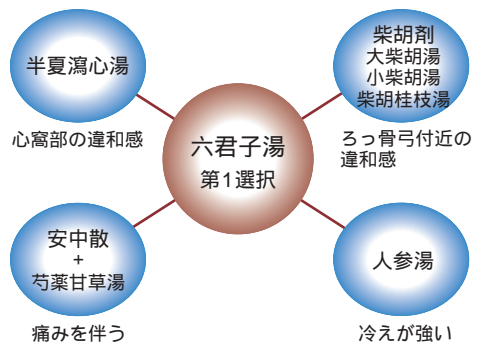 半夏瀉心湯
心窩部の違和感
柴胡剤
大柴胡湯
小柴胡湯
柴胡桂枝湯
ろっ骨弓付近の
違和感
六君子湯
第1選択
安中散
+
芍薬甘草湯
痛みを伴う
人参湯
冷えが強い